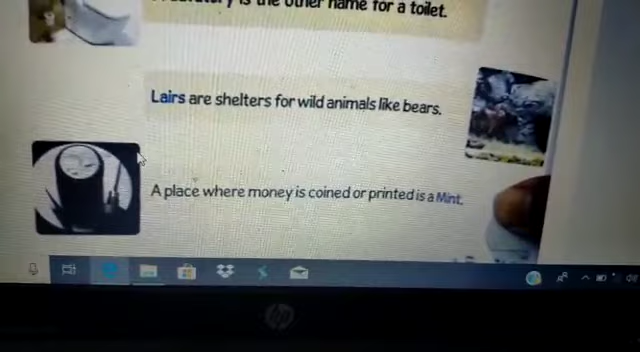 is the other name for a toilet.
Lairs are shelters for wild animals like bears.
A place where money is coined or printed is a Mint.
hp